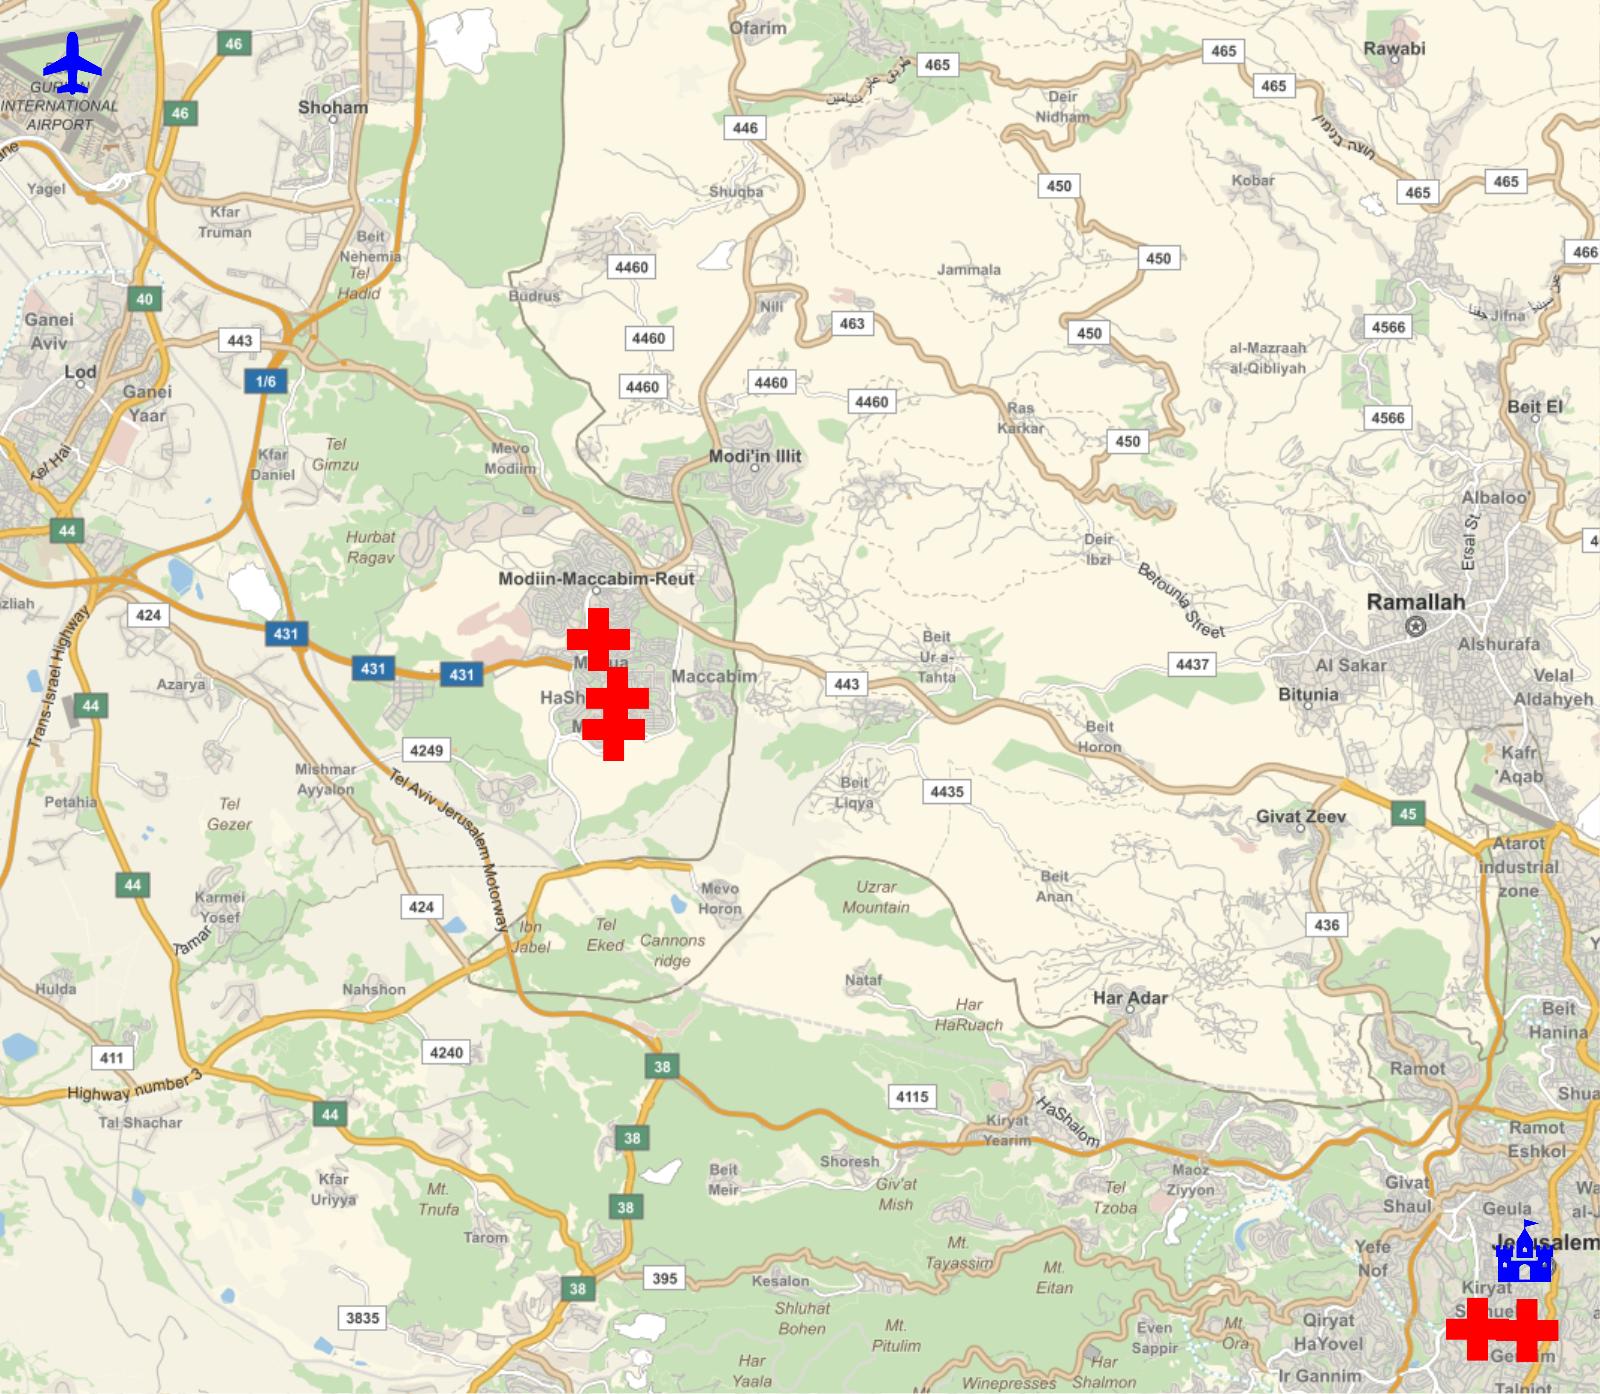 Ofarim
46
465
465
Rawabi
465
GURION
INTERNATIONAL
AIRPORT
46
Shoham
446
Deir
Nidham
حوצה בנימין
Yagel
Shuqba
450
Kobar
465
465
Kfar
Truman
Beit
Nehemia
Tel
Hadid
4460
Jammala
450
466
40
Budrus
Nili
463
450
4566
Jifna
جفنا
Ganei
Aviv
443
4460
al-Mazraah
al-Qibliyah
Lod
1/6
4460
4460
4460
Ganei
Yaar
Ras
Karkar
4566
Beit El
Tel Hai
Kfar
Daniel
Tel
Gimzu
Mevo
Modiim
Modi'in Illit
450
Albaloo'
44
Hurbat
Ragav
Deir
Ibzi
Ersal St.
Modiin-Maccabim-Reut
Betounia Street
Ramallah
424
431
431
431
Beit
Ur a-
Tahta
4437
Al Sakar
Alshurafa
Trans-Israel Highway
Azarya
Maccabim
443
Bitunia
Velal
Aldahyeh
44
HaSh
Beit
Horon
4249
Mishmar
Ayyalon
Tel Aviv Jerusalem Motorway
Beit
Liqya
4435
Kafr
'Aqab
Petahia
Tel
Gezer
Givat Zeev
45
Atarot
industrial
zone
44
Karmei
Yosef
424
Mevo
Horon
Uzrar
Mountain
Beit
Anan
436
Yamar
Ibn
Jabel
Tel
Eked
Cannons
ridge
Hulda
Nahshon
Nataf
Har
HaRuach
Har Adar
Beit
Hanina
411
4240
38
Ramot
Highway number 3
4115
HaShalom
Tal Shachar
44
38
Kiryat
Yearim
Ramot
Eshkol
Kfar
Uriyya
Mt.
Tnufa
Beit
Meir
Shoresh
Giv'at
Mish
Tel
Tzoba
Maoz
Ziyyon
Givat
Shaul
Geula
38
Tarom
Mt.
Tayassim
Yefe
Nof
Jerusalem
38
395
Kesalon
Mt.
Eitan
Kiryat
3835
Shluhat
Bohen
Mt.
Pitulim
Even
Sappir
Mt.
Ora
Qiryat
HaYovel
Har
Yaala
Winepresses
Har
Shalmon
Ir Gannim
Talpiot